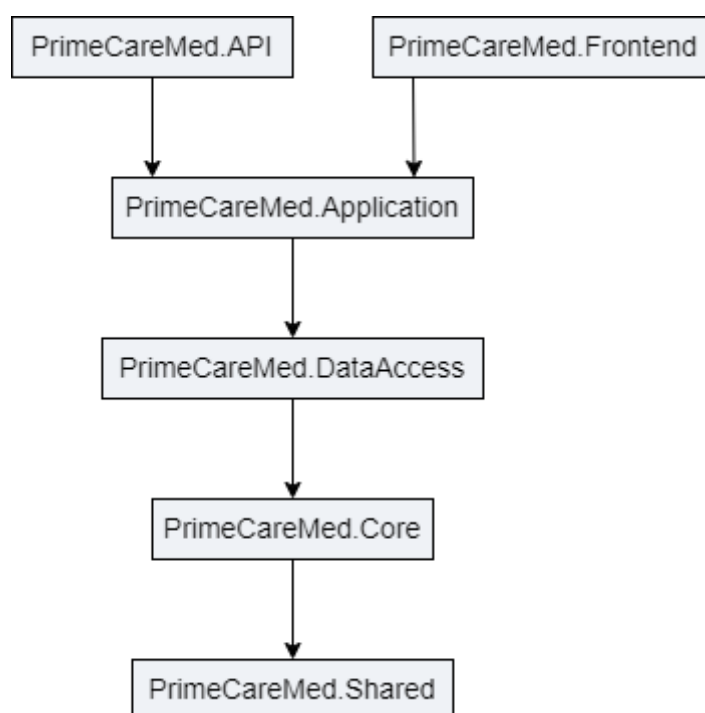 PrimeCareMed.API
PrimeCareMed.Frontend
PrimeCareMed.Application
PrimeCareMed.DataAccess
PrimeCareMed.Core
PrimeCareMed.Shared